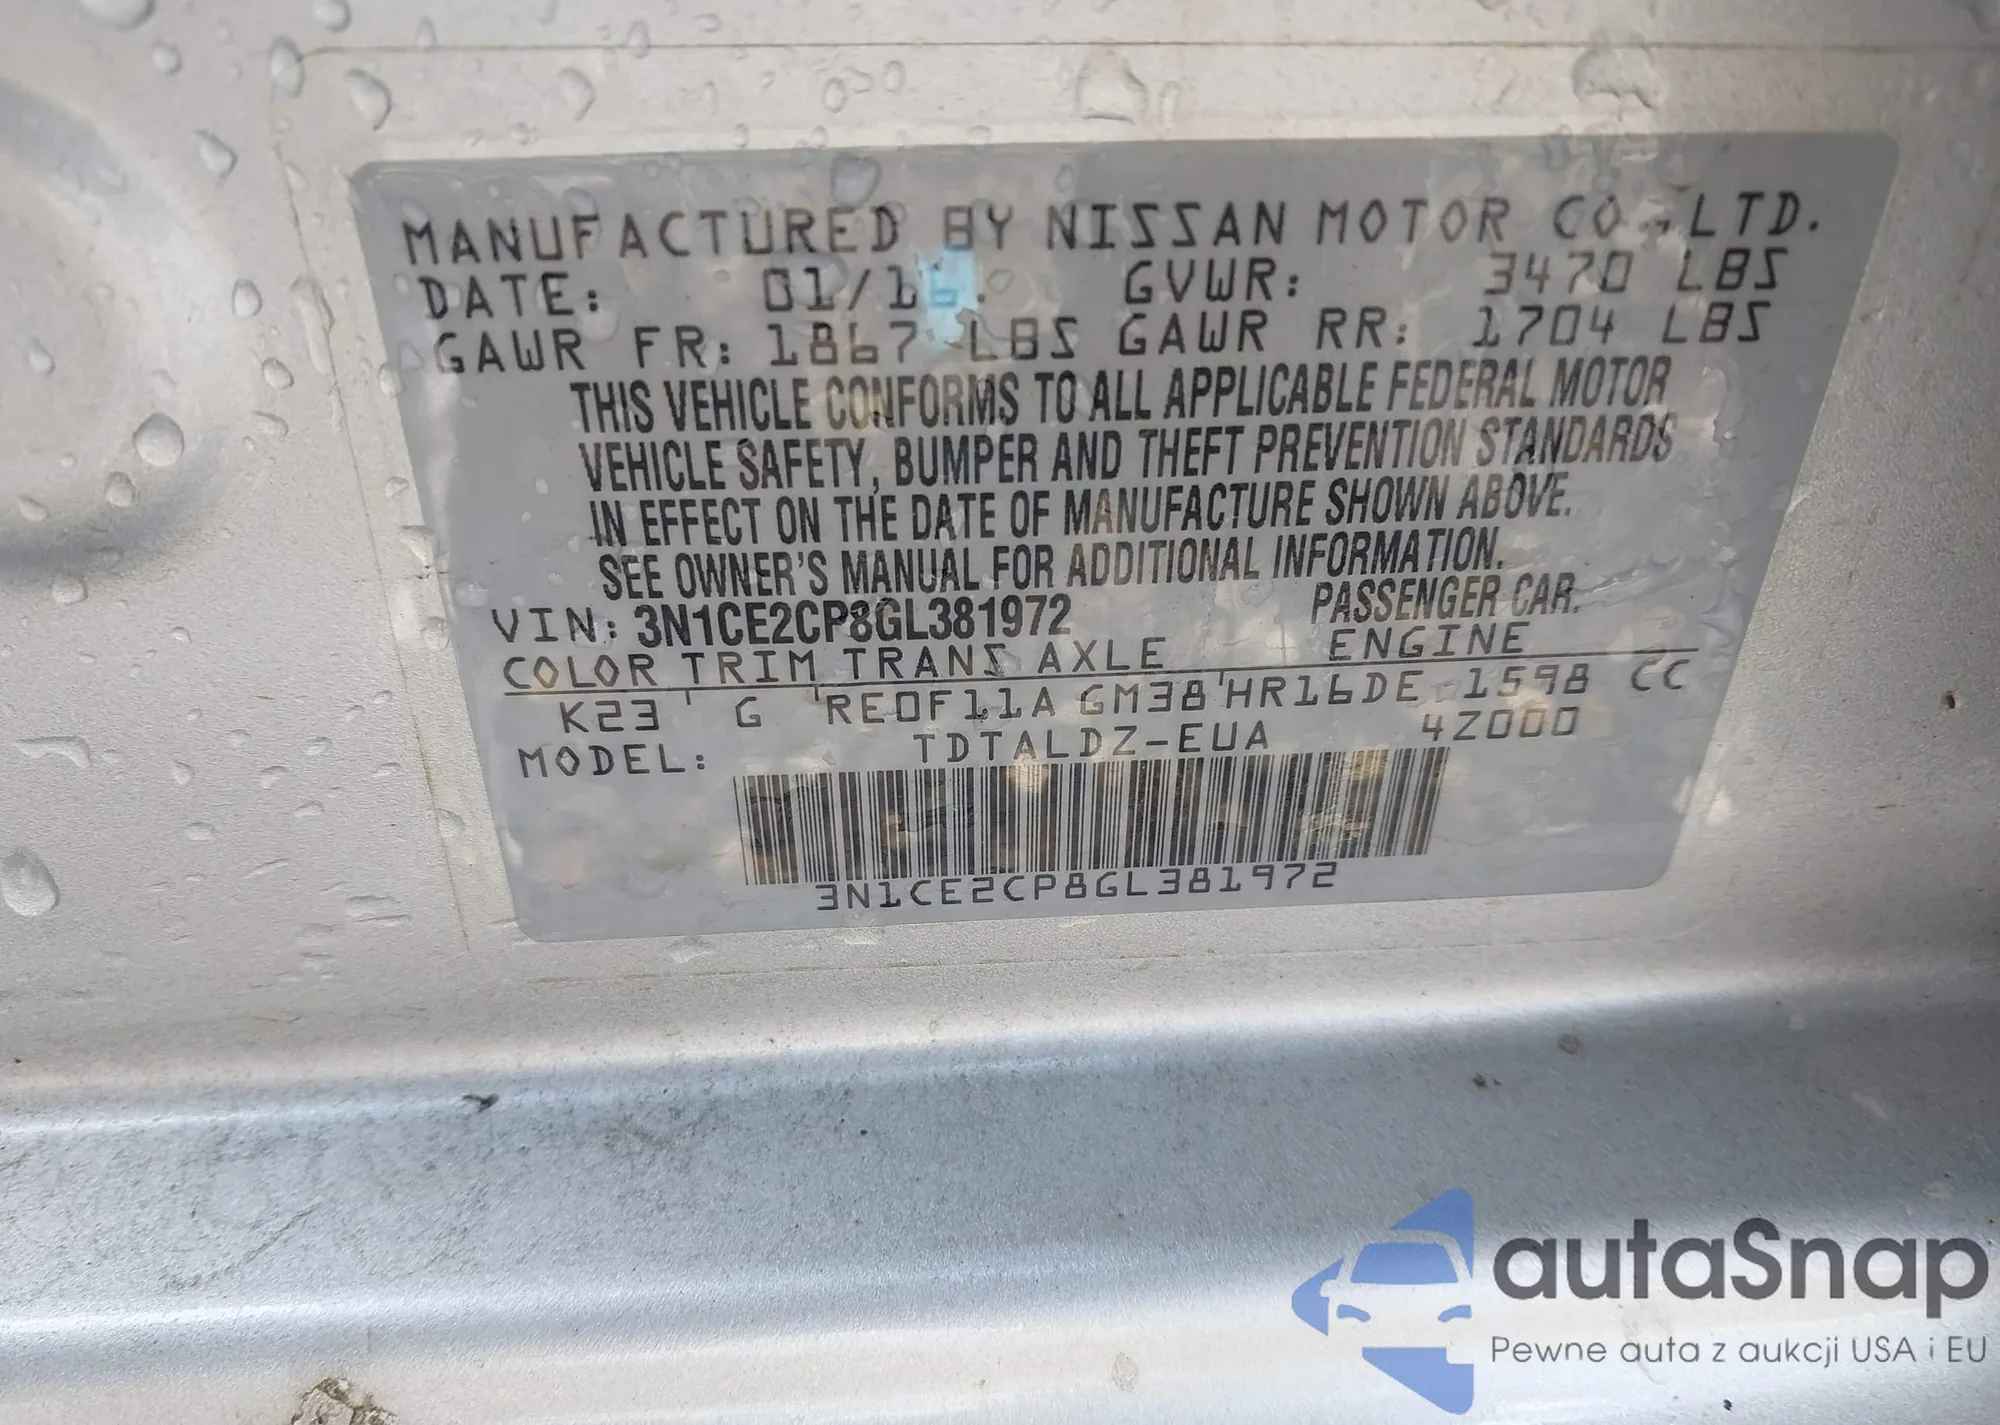 MANUFACTURED BY NISSAN MOTOR CO.,LTD.
DATE: 01/16. GVWR: 3470 LBS
GAWR FR: 1867 LBS GAWR RR: 1704 LBS
THIS VEHICLE CONFORMS TO ALL APPLICABLE FEDERAL MOTOR
VEHICLE SAFETY, BUMPER AND THEFT PREVENTION STANDARDS
IN EFFECT ON THE DATE OF MANUFACTURE SHOWN ABOVE.
SEE OWNER'S MANUAL FOR ADDITIONAL INFORMATION.
VIN: 3N1CE2CP8GL381972 PASSENGER CAR.
COLOR TRIM TRANS AXLE ENGINE
K23 G RE0F11A GM38 HR16DE 1598 CC
MODEL: TDTALDZ-EUA 4Z000
3N1CE2CP8GL381972
autaSnap
Pewne auta z aukcji USA i EU